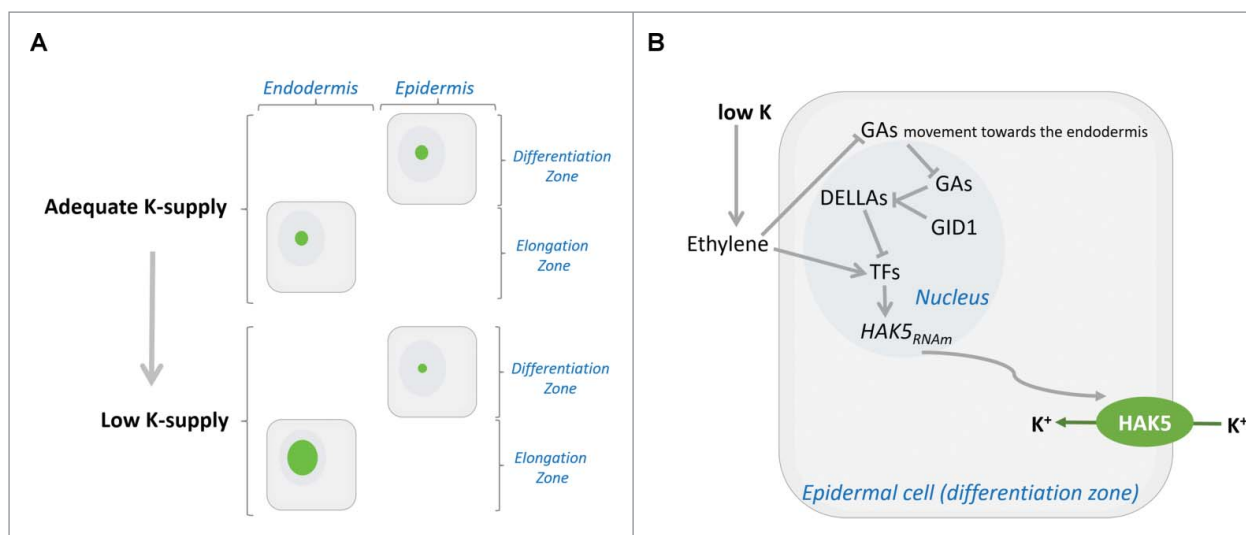 A
Endodermis
Epidermis
Differentiation
Zone
Adequate K-supply
Elongation
Zone
Differentiation
Zone
Low K-supply
Elongation
Zone
B
low K
GAs movement towards the endodermis
GAs
DELLAs
GID1
Ethylene
TFs
Nucleus
HAK5RNAm
K+ HAK5 K+
Epidermal cell (differentiation zone)